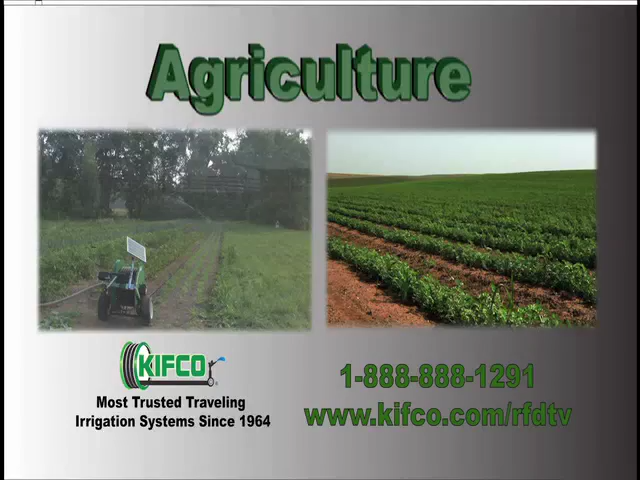 Agriculture
KIFCO
Most Trusted Traveling
Irrigation Systems Since 1964
1-888-888-1291
www.kifco.com/rfdtv